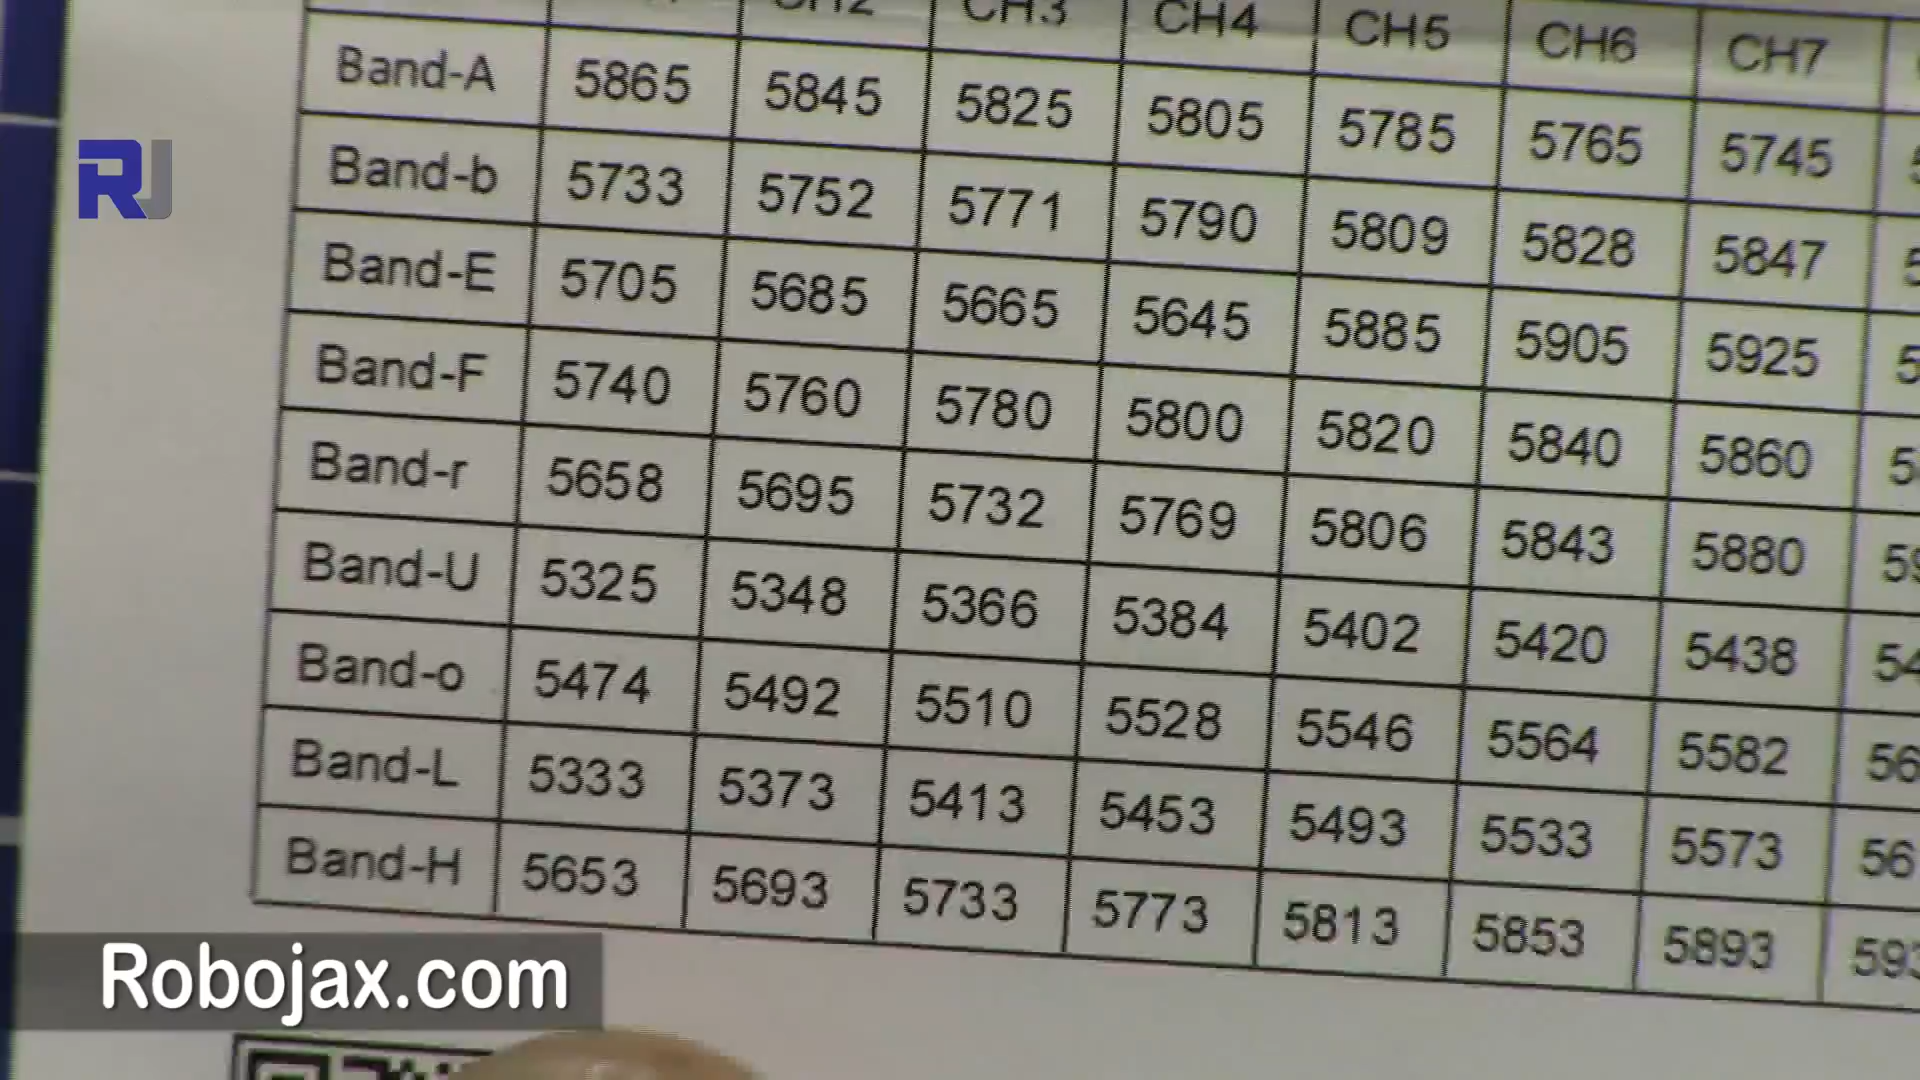 CH2 CH3 CH4 CH5 CH6 CH7
Band-A 5865 5845 5825 5805 5785 5765 5745
Band-b 5733 5752 5771 5790 5809 5828 5847
Band-E 5705 5685 5665 5645 5885 5905 5925
Band-F 5740 5760 5780 5800 5820 5840 5860
Band-r 5658 5695 5732 5769 5806 5843 5880
Band-U 5325 5348 5366 5384 5402 5420 5438
Band-o 5474 5492 5510 5528 5546 5564 5582
Band-L 5333 5373 5413 5453 5493 5533 5573
Band-H 5653 5693 5733 5773 5813 5853 5893
RJ
Robojax.com